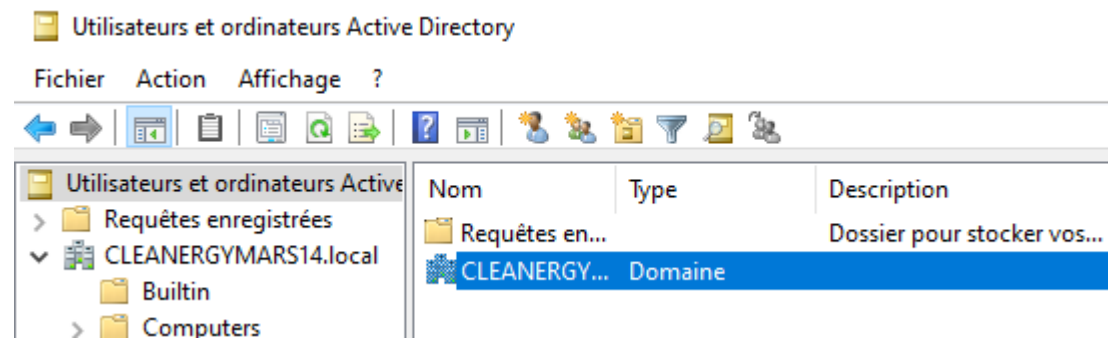 Utilisateurs et ordinateurs Active Directory
Fichier Action Affichage ?
Utilisateurs et ordinateurs Active
Requêtes enregistrées
CLEANERGYMARS14.local
Builtin
Computers
Nom Type Description
Requêtes en... Dossier pour stocker vos...
CLEANERGY... Domaine